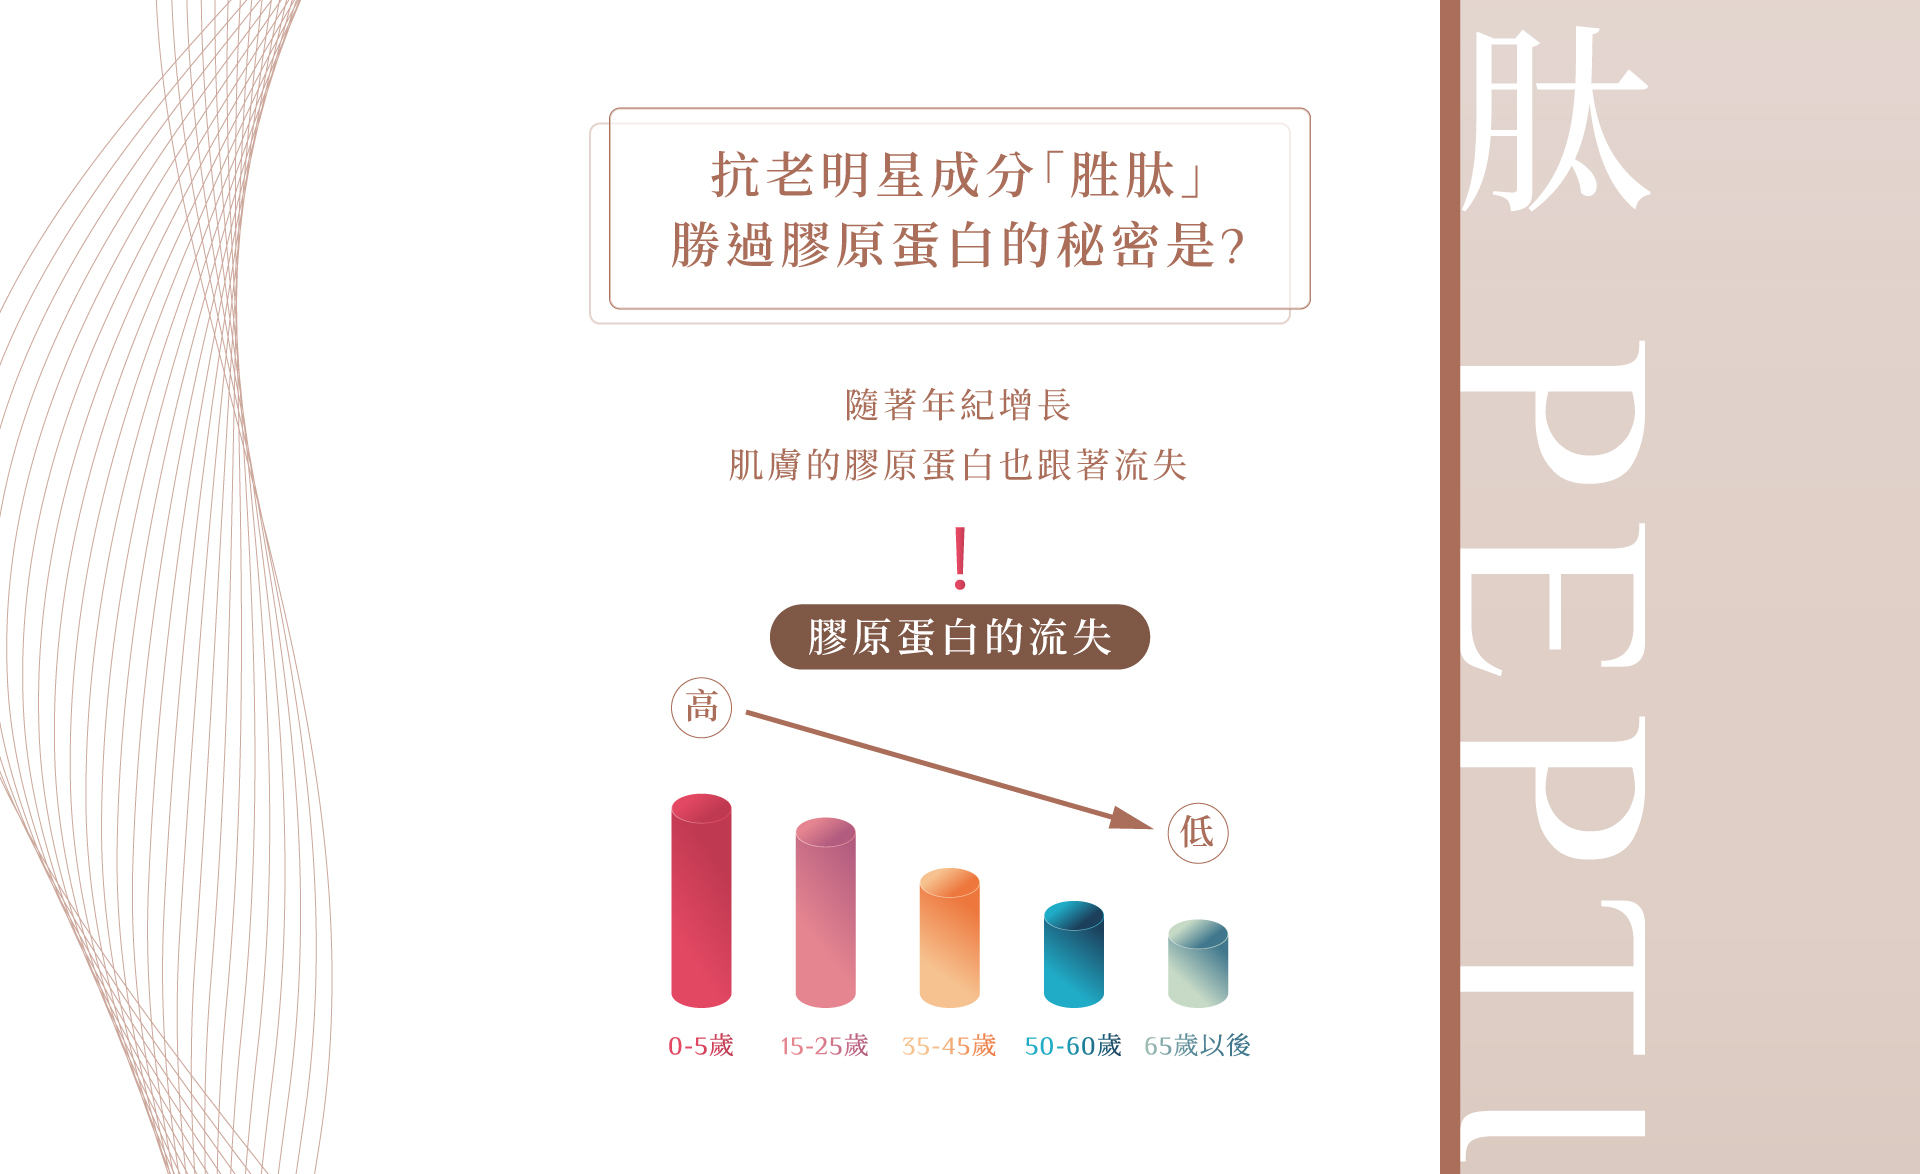 抗老明星成分「胜肽」
勝過膠原蛋白的秘密是?
隨著年紀增長
肌膚的膠原蛋白也跟著流失
!
膠原蛋白的流失
高
低
0-5歲
15-25歲
35-45歲
50-60歲
65歲以後
肽 PEPT